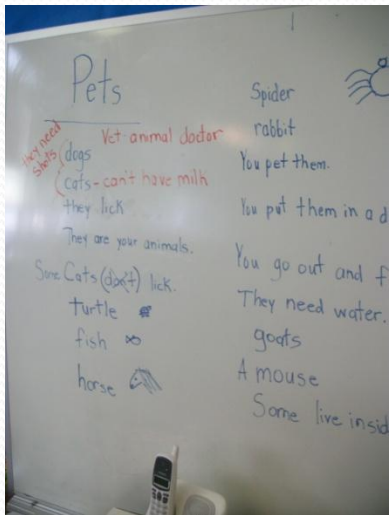 Pets
Vet-animal doctor
they need shots
dogs
cats-can't have milk
they lick
They are your animals.
Some Cats (don't) lick.
turtle
fish
horse
Spider
rabbit
You pet them.
You put them in a d
You go out and f
They need water.
goats
A mouse
Some live insid